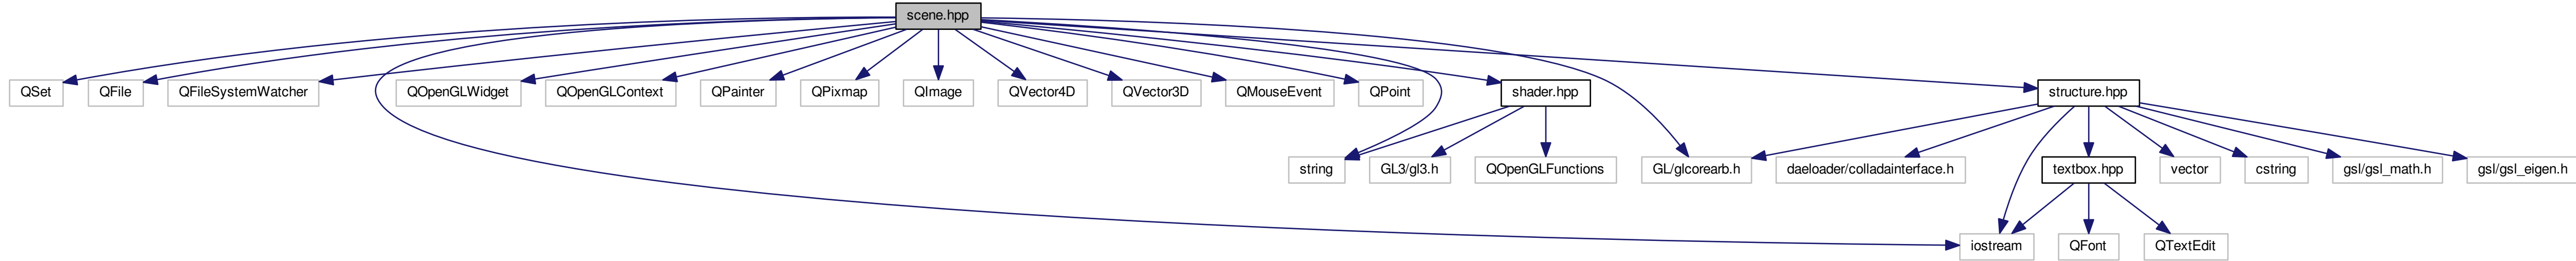 scene.hpp
QSet
QFile
QFileSystemWatcher
QOpenGLWidget
QOpenGLContext
QPainter
QPixmap
QImage
QVector4D
QVector3D
QMouseEvent
QPoint
shader.hpp
structure.hpp
string
GL3/gl3.h
QOpenGLFunctions
GL/glcorearb.h
daeloader/colladainterface.h
textbox.hpp
vector
cstring
gsl/gsl_math.h
gsl/gsl_eigen.h
iostream
QFont
QTextEdit